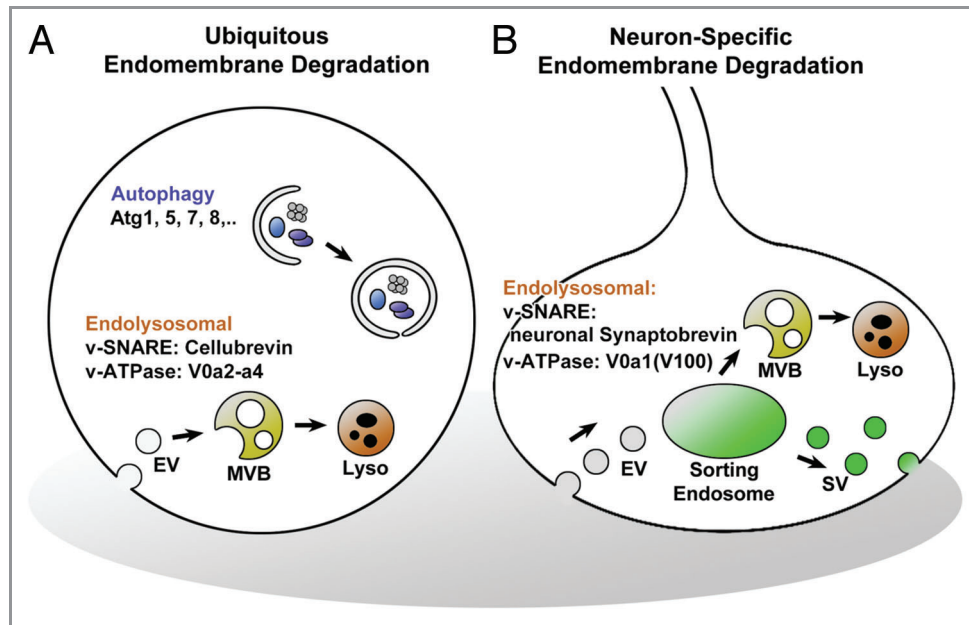 A
Ubiquitous
Endomembrane Degradation
Autophagy
Atg1, 5, 7, 8,..
Endolysosomal
v-SNARE: Cellubrevin
v-ATPase: V0a2-a4
EV
MVB
Lyso
B
Neuron-Specific
Endomembrane Degradation
Endolysosomal:
v-SNARE:
neuronal Synaptobrevin
v-ATPase: V0a1(V100)
MVB
Lyso
EV
Sorting
Endosome
SV